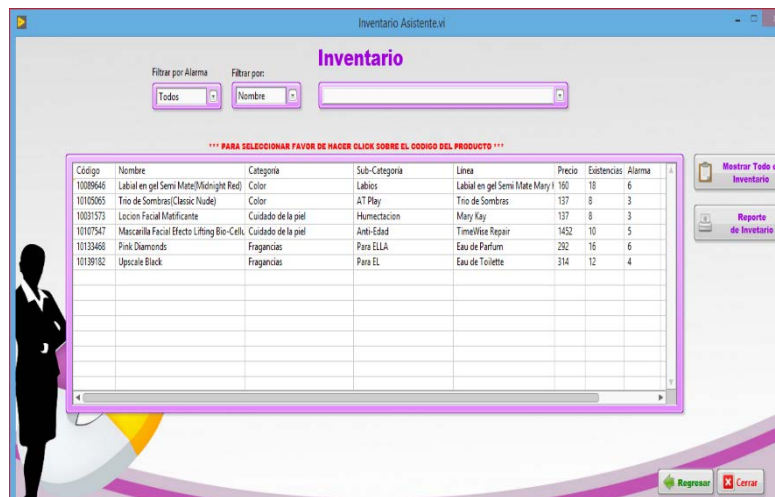 Inventario Asistente.vi
Inventario
Filtrar por Alarma
Filtrar por:
Todos
Nombre
*** PARA SELECCIONAR FAVOR DE HACER CLICK SOBRE EL CODIGO DEL PRODUCTO ***
Código Nombre Categoria Sub-Categoria Linea Precio Existencias Alarma
10089646 Labial en gel Semi Mate(Midnight Red) Color Labios Labial en gel Semi Mate Mary 160 18 6
10105065 Trio de Sombras(Classic Nude) Color AT Play Trio de Sombras 137 8 3
10031573 Locion Facial Matificante Cuidado de la piel Humectacion Mary Kay 137 8 3
10107547 Mascarilla Facial Efecto Lifting Bio-Cellu Cuidado de la piel Anti-Edad TimeWise Repair 1452 10 5
10133468 Pink Diamonds Fragancias Para ELLA Eau de Parfum 292 16 6
10139182 Upscale Black Fragancias Para EL Eau de Toilette 314 12 4
Mostrar Todo e
Inventario
Reporte
de Invetario
Regresar
Cerrar